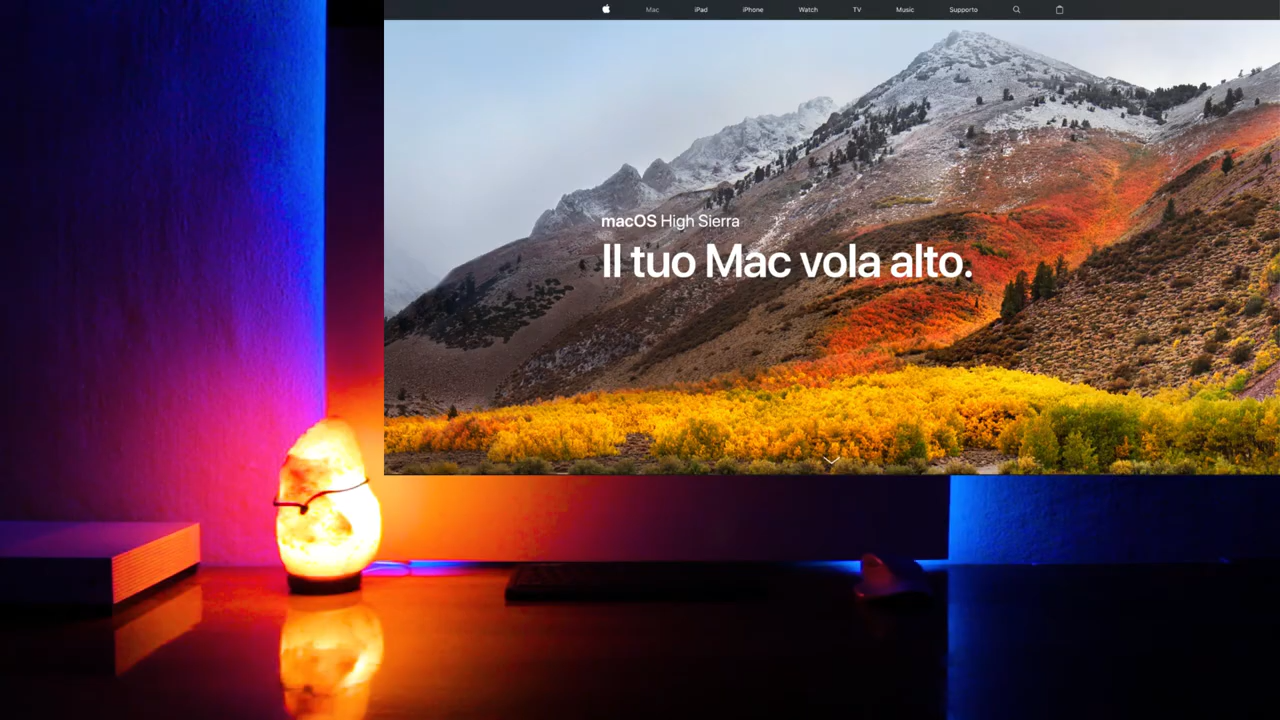 Mac
iPad
iPhone
Watch
TV
Music
Supporto
macOS High Sierra
Il tuo Mac vola alto.